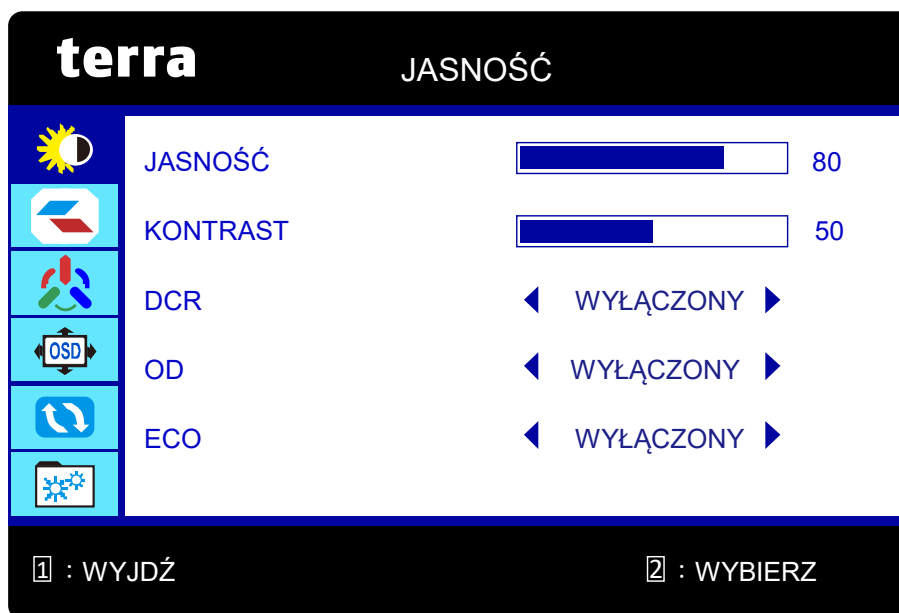 terra JASNOŚĆ
JASNOŚĆ 80
KONTRAST 50
DCR WYŁĄCZONY
OSD
OD WYŁĄCZONY
ECO WYŁĄCZONY
1 : WYJDŹ 2 : WYBIERZ